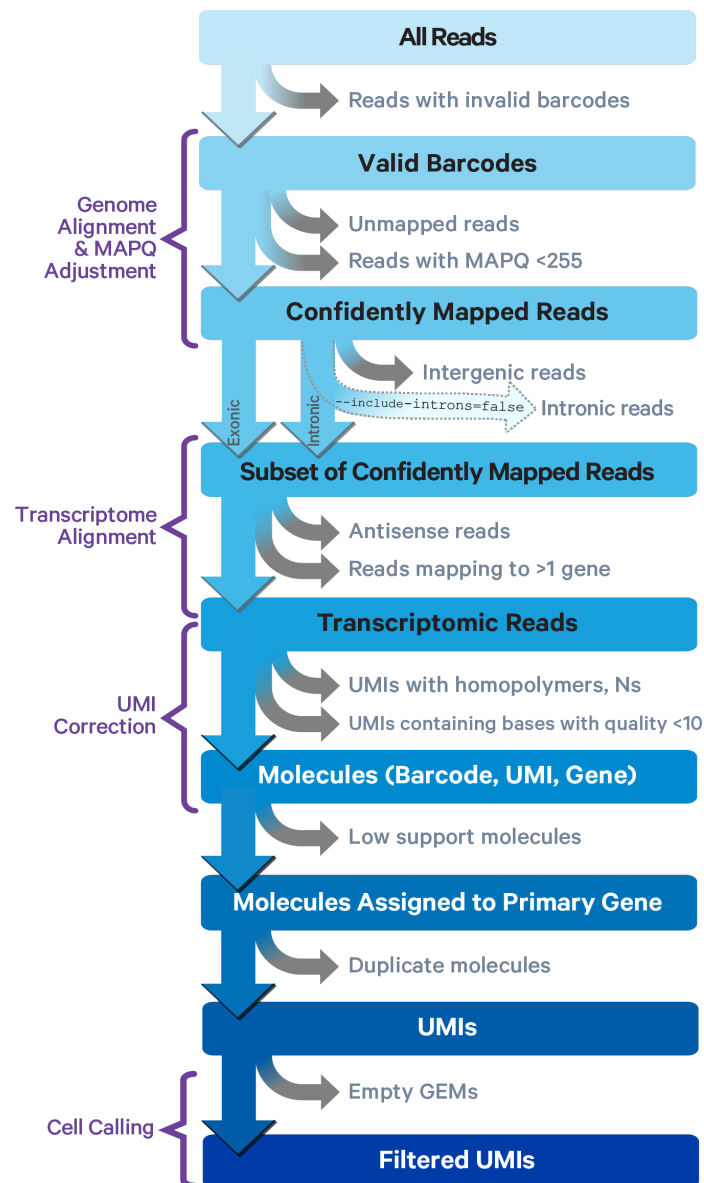 All Reads
Reads with invalid barcodes
Valid Barcodes
Genome
Alignment
& MAPQ
Adjustment
Unmapped reads
Reads with MAPQ <255
Confidently Mapped Reads
Intergenic reads
--include-introns=false
Intronic reads
Exonic
Intronic
Subset of Confidently Mapped Reads
Transcriptome
Alignment
Antisense reads
Reads mapping to >1 gene
Transcriptomic Reads
UMI
Correction
UMIs with homopolymers, Ns
UMIs containing bases with quality <10
Molecules (Barcode, UMI, Gene)
Low support molecules
Molecules Assigned to Primary Gene
Duplicate molecules
UMIs
Empty GEMs
Cell Calling
Filtered UMIs